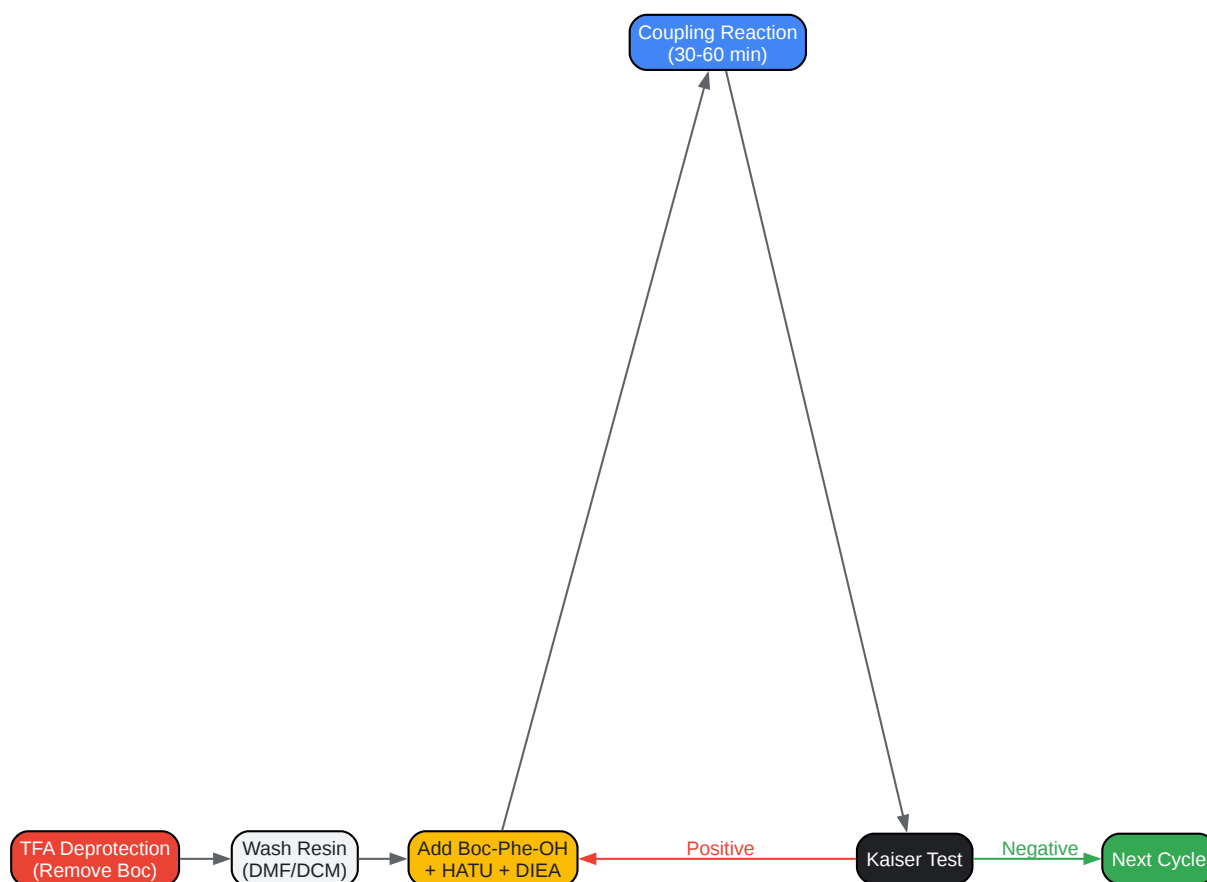 Coupling Reaction
(30-60 min)
TFA Deprotection
(Remove Boc)
Wash Resin
(DMF/DCM)
Add Boc-Phe-OH
+ HATU + DIEA
Positive
Kaiser Test
Negative
Next Cycle